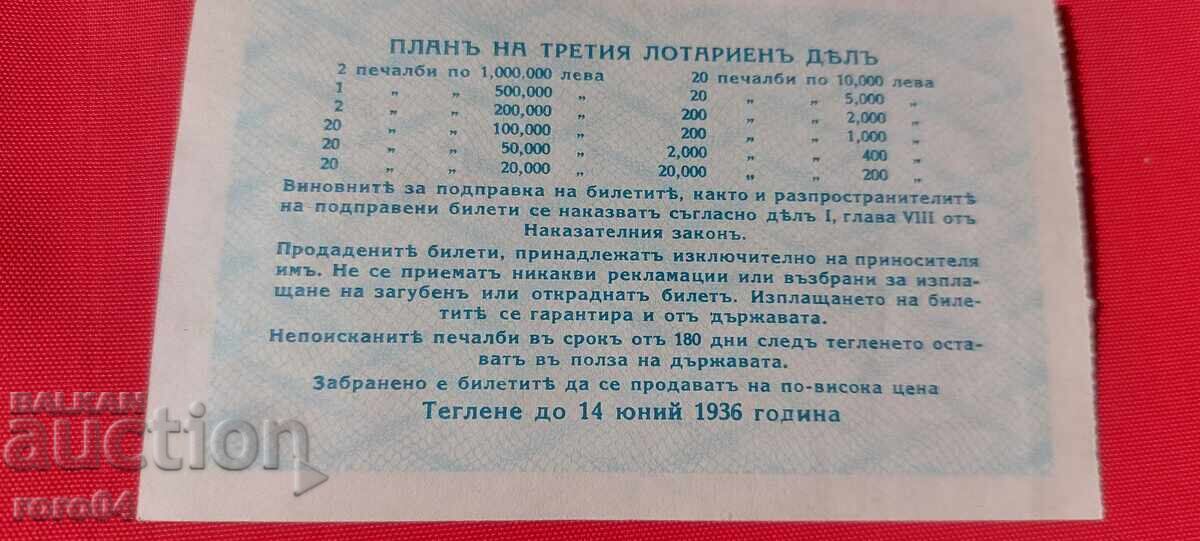 ПЛАНЪ НА ТРЕТИЯ ЛОТАРИЕНЪ ДѢЛЪ
2 печалби по 1,000,000 лева 20 печалби по 10,000 лева
1 „ „ 500,000 „ 20 „ „ 5,000 „
2 „ „ 200,000 „ 200 „ „ 2,000 „
20 „ „ 100,000 „ 200 „ „ 1,000 „
20 „ „ 50,000 „ 2,000 „ „ 400 „
20 „ „ 20,000 „ 20,000 „ „ 200 „
Виновнитѣ за подправка на билетитѣ, както и разпространителитѣ
на подправени билети се наказватъ съгласно дѣлъ I, глава VIII отъ
Наказателния законъ.
Продаденитѣ билети, принадлежатъ изключително на приносителя
имъ. Не се приематъ никакви рекламации или възбрани за изпла-
щане на загубенъ или откраднатъ билетъ. Изплащането на биле-
титѣ се гарантира и отъ държавата.
Непоисканитѣ печалби въ срокъ отъ 180 дни следъ тегленето оста-
ватъ въ полза на държавата.
Забранено е билетитѣ да се продаватъ на по-висока цена
Теглене до 14 юний 1936 година
BALKAN
auction
roro64